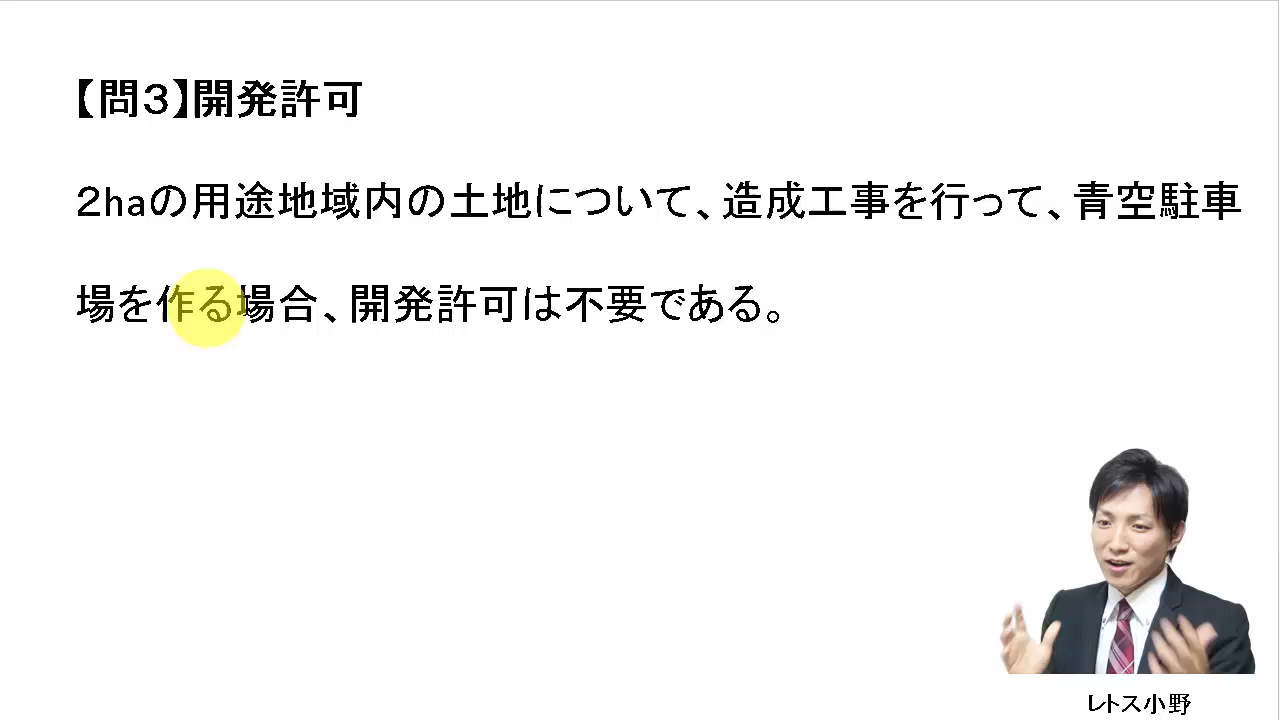 【問3】開発許可
2haの用途地域内の土地について、造成工事を行って、青空駐車
場を作る場合、開発許可は不要である。
レトス小野